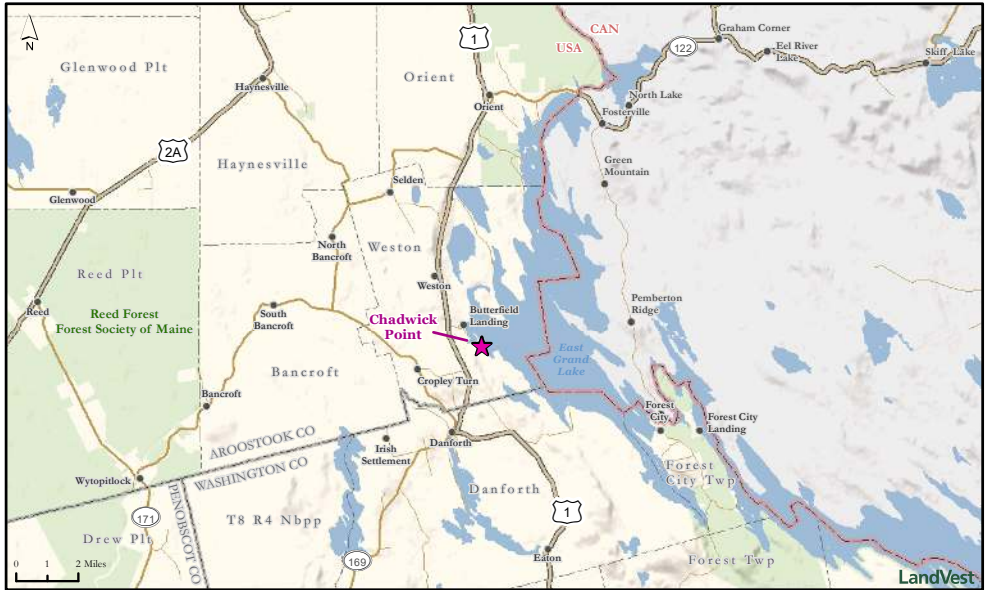 N
Glenwood Plt
Haynesville
Orient
1
USA
CAN
122
Graham Corner
Eel River
Lake
Skiff Lake
North Lake
Fosterville
Orient
2A
Haynesville
Green
Mountain
Glenwood
Selden
Weston
North
Bancroft
Weston
Reed Plt
Reed
Reed Forest
Forest Society of Maine
South
Bancroft
Butterfield
Landing
Chadwick
Point
Pemberton
Ridge
East
Grand
Lake
Bancroft
Cropley Turn
Bancroft
Forest
City
Forest City
Landing
AROOSTOOK CO
WASHINGTON CO
Irish
Settlement
Danforth
Wytopitlock
PENOBSCOT CO
Danforth
Forest
City Twp
171
T8 R4 Nbpp
1
Drew Plt
169
Eaton
Forest Twp
0 1 2 Miles
LandVest